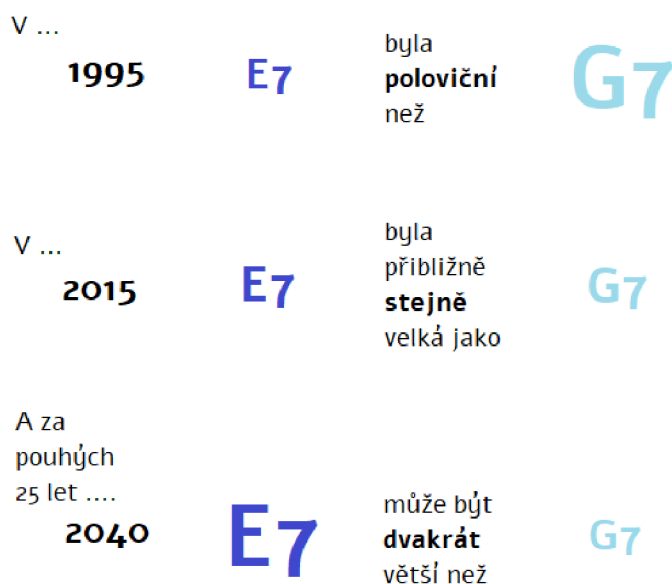 V ...
1995 E7 byla
poloviční
než G7
V ...
2015 E7 byla
přibližně
stejně
velká jako G7
A za
pouhých
25 let ....
2040 E7 může být
dvakrát
větší než G7